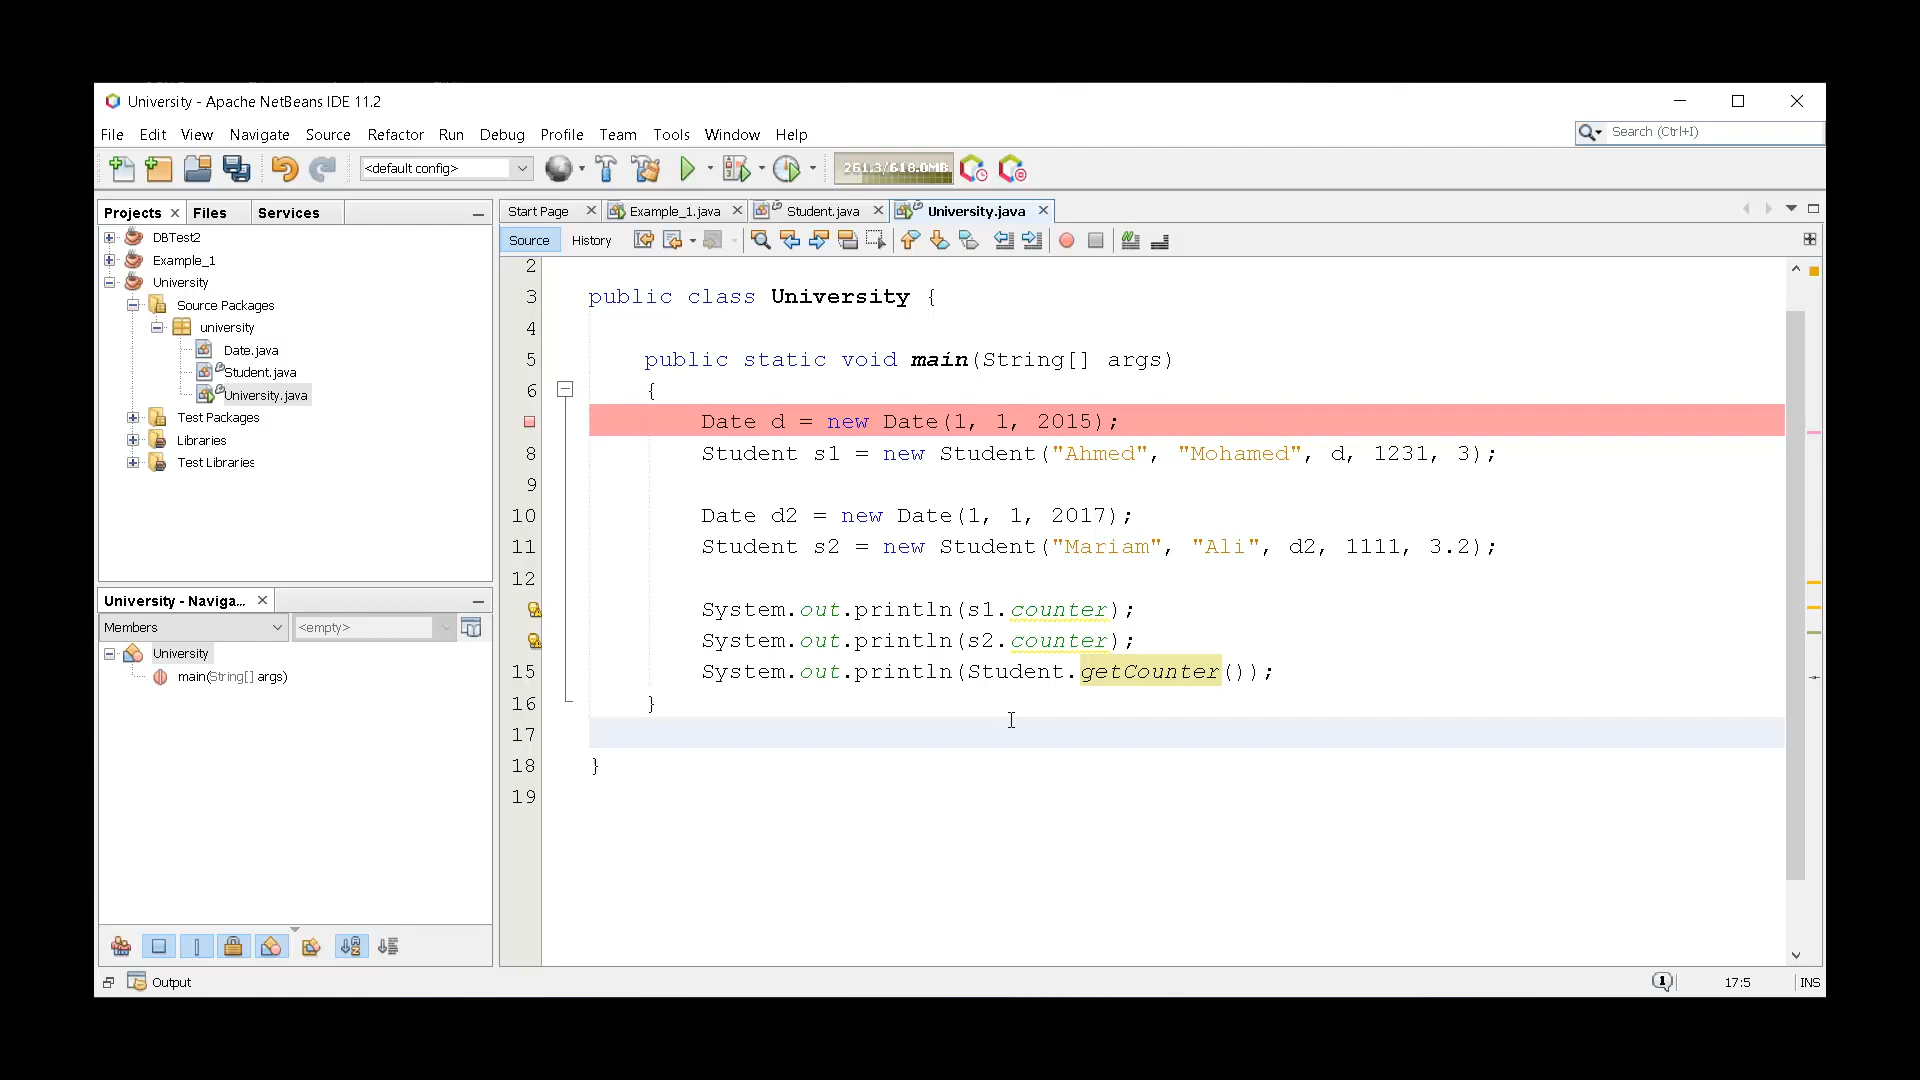 University - Apache NetBeans IDE 11.2
File Edit View Navigate Source Refactor Run Debug Profile Team Tools Window Help
Search (Ctrl+I)
<default config>
261.3/618.0MB
Projects Files Services
DBTest2
Example_1
University
Source Packages
university
Date.java
Student.java
University.java
Test Packages
Libraries
Test Libraries
University - Naviga...
Members <empty>
University
main(String[] args)
Start Page Example_1.java Student.java University.java
Source History
2
3 public class University {
4
5 public static void main(String[] args)
6 {
Date d = new Date(1, 1, 2015);
8 Student s1 = new Student("Ahmed", "Mohamed", d, 1231, 3);
9
10 Date d2 = new Date(1, 1, 2017);
11 Student s2 = new Student("Mariam", "Ali", d2, 1111, 3.2);
12
System.out.println(s1.counter);
System.out.println(s2.counter);
15 System.out.println(Student.getCounter());
16 }
17
18 }
19
Output
1
17:5 INS